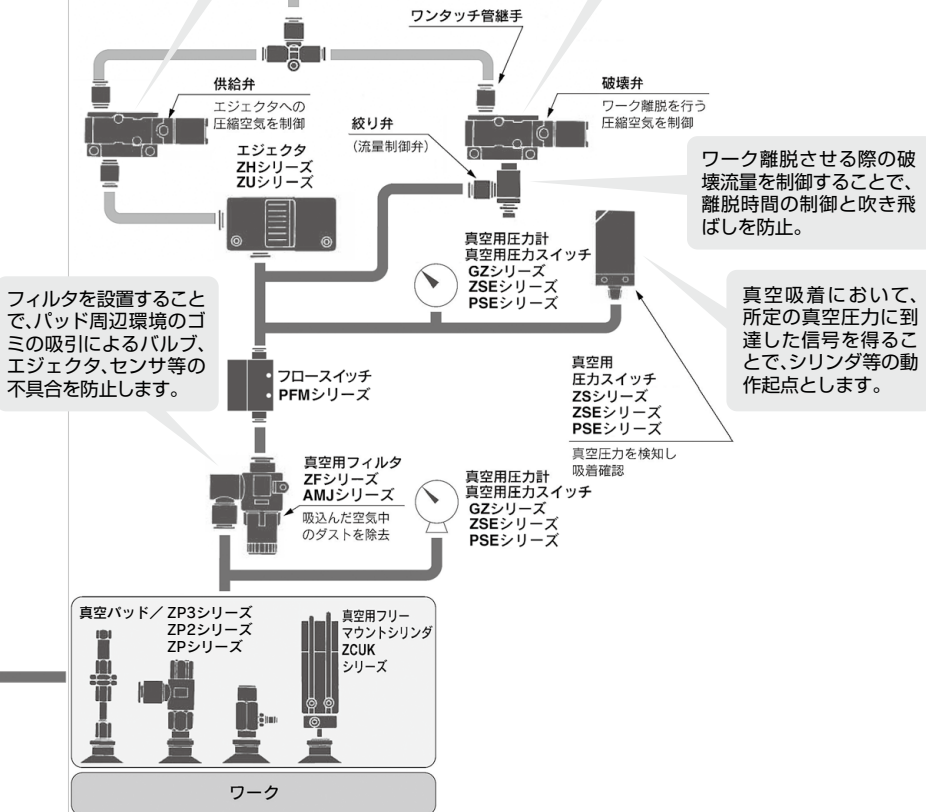 ワンタッチ管継手
供給弁
エジェクタへの
圧縮空気を制御
破壊弁
ワーク離脱を行う
圧縮空気を制御
絞り弁
(流量制御弁)
エジェクタ
ZHシリーズ
ZUシリーズ
ワーク離脱させる際の破
壊流量を制御することで、
離脱時間の制御と吹き飛
ばしを防止。
真空用圧力計
真空用圧力スイッチ
GZシリーズ
ZSEシリーズ
PSEシリーズ
フィルタを設置すること
で、パッド周辺環境のゴ
ミの吸引によるバルブ、
エジェクタ、センサ等の
不具合を防止します。
真空吸着において、
所定の真空圧力に到
達した信号を得るこ
とで、シリンダ等の動
作起点とします。
フロースイッチ
PFMシリーズ
真空用
圧力スイッチ
ZSシリーズ
ZSEシリーズ
PSEシリーズ
真空圧力を検知し
吸着確認
真空用フィルタ
ZFシリーズ
AMJシリーズ
吸込んだ空気中
のダストを除去
真空用圧力計
真空用圧力スイッチ
GZシリーズ
ZSEシリーズ
PSEシリーズ
真空パッド/ZP3シリーズ
ZP2シリーズ
ZPシリーズ
真空用フリー
マウントシリンダ
ZCUK
シリーズ
ワーク